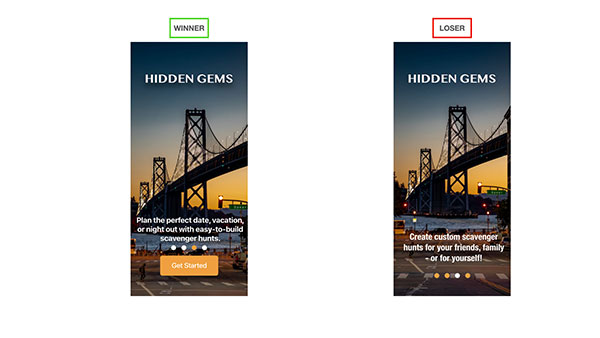 WINNER
HIDDEN GEMS
Plan the perfect date, vacation,
or night out with easy-to-build
scavenger hunts.
Get Started
LOSER
HIDDEN GEMS
Create custom scavenger
hunts for your friends, family
- or for yourself!